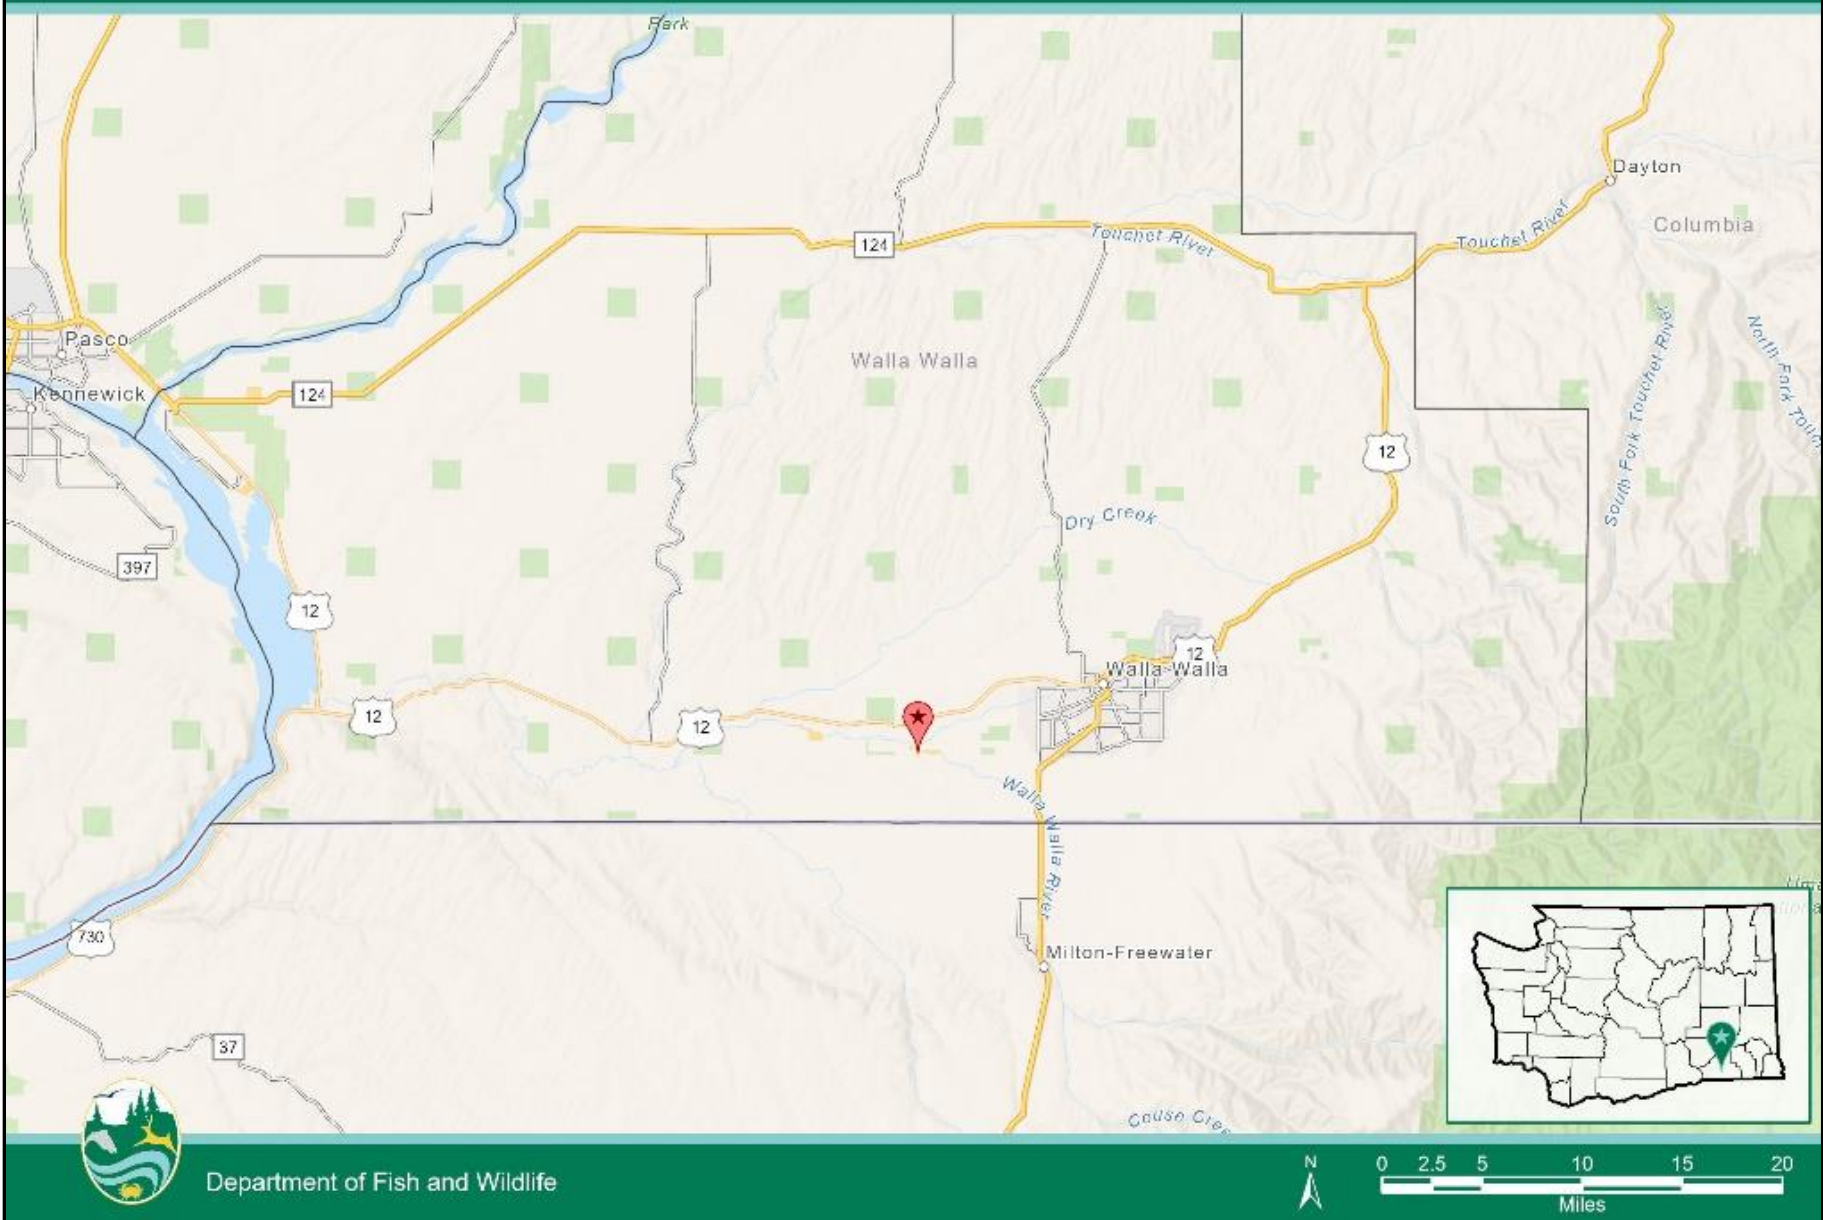 Park
Dayton
Columbia
124
Touchet River
Touchet River
Pasco
Walla Walla
Kennewick
124
12
South Fork Touchet River
North Fork
Dry Creek
397
12
12
Walla Walla
12
12
Walla Walla River
730
Milton-Freewater
37
Couse
Department of Fish and Wildlife
N
0 2.5 5 10 15 20
Miles